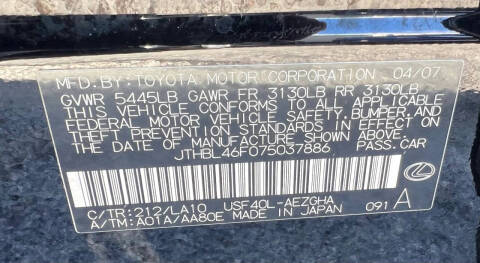 MFD.BY:TOYOTA MOTOR CORPORATION 04/07
GVWR 5445LB GAWR FR 3130LB RR 3130LB
THIS VEHICLE CONFORMS TO ALL APPLICABLE
FEDERAL MOTOR VEHICLE SAFETY,BUMPER,AND
THEFT PREVENTION STANDARDS IN EFFECT ON
THE DATE OF MANUFACTURE SHOWN ABOVE.
JTHBL46F075037886 PASS.CAR
C/TR:212/LA10 USF40L-AEZGHA
A/TM:A01A/AA80E MADE IN JAPAN 091 A